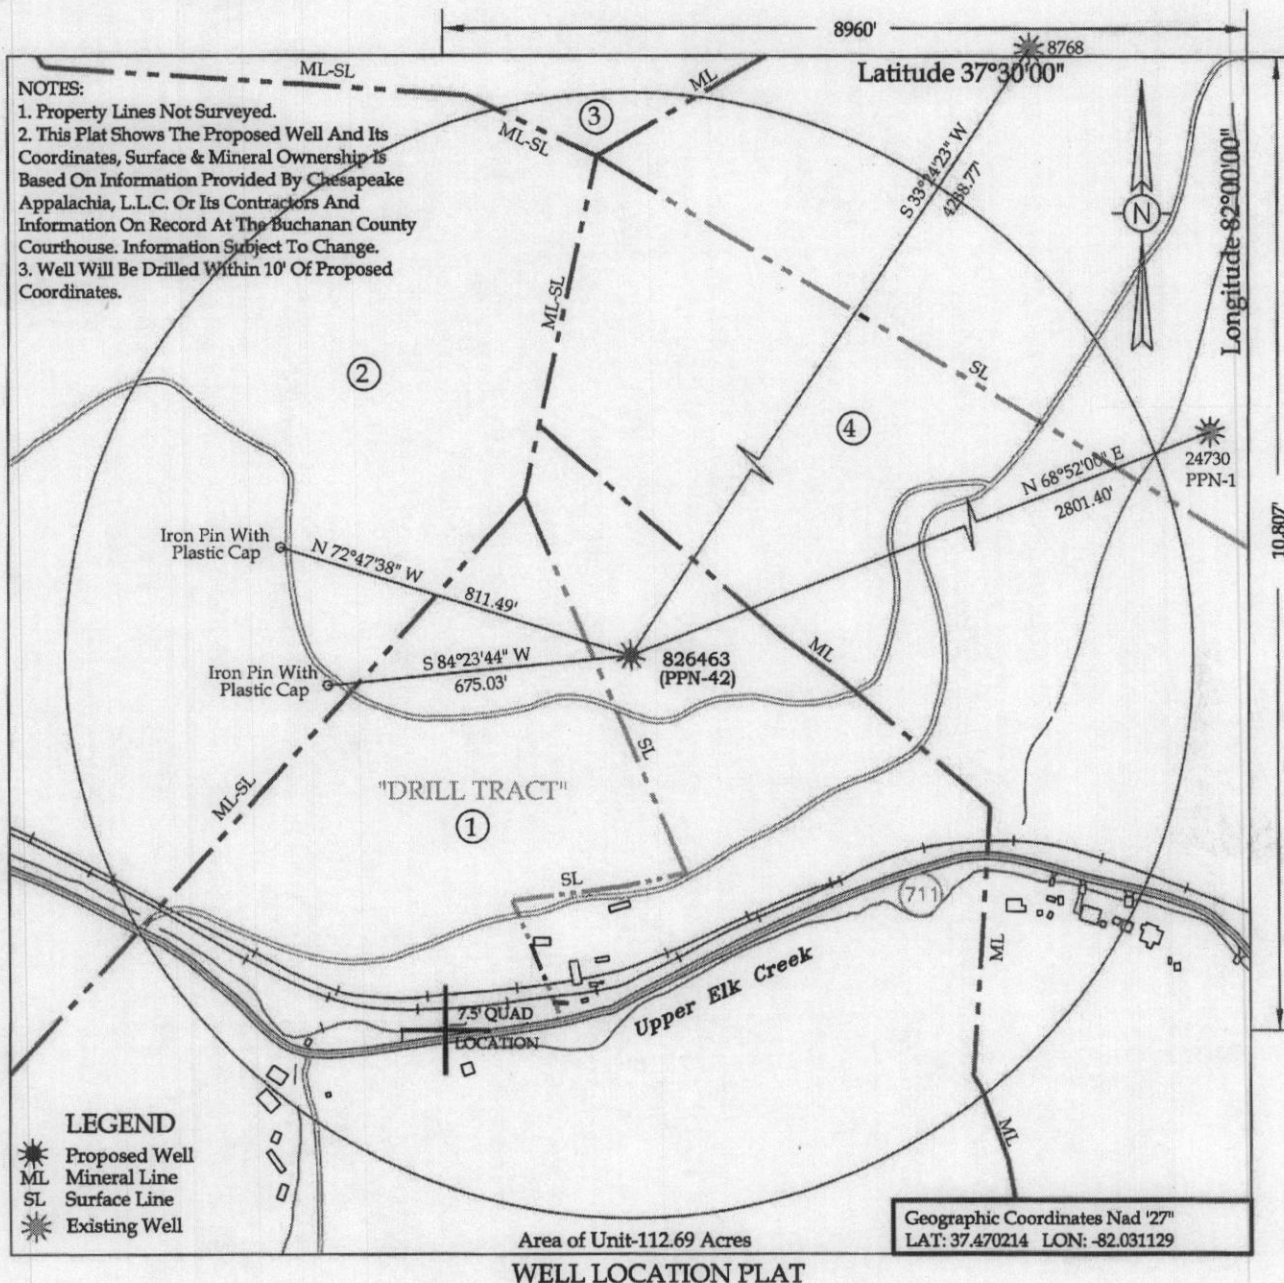 8960'
8768
Latitude 37°30'00"
ML-SL
ML
NOTES:
1. Property Lines Not Surveyed.
2. This Plat Shows The Proposed Well And Its
Coordinates, Surface & Mineral Ownership Is
Based On Information Provided By Chesapeake
Appalachia, L.L.C. Or Its Contractors And
Information On Record At The Buchanan County
Courthouse. Information Subject To Change.
3. Well Will Be Drilled Within 10' Of Proposed
Coordinates.
3
ML-SL
S 33°24'23" W
4288.77'
N
Longitude 82°00'00"
ML-SL
2
SL
4
24730
PPN-1
N 68°52'00" E
2801.40'
10,807'
Iron Pin With
Plastic Cap
N 72°47'38" W
811.49'
Iron Pin With
Plastic Cap
S 84°23'44" W
675.03'
826463
(PPN-42)
ML
SL
ML-SL
"DRILL TRACT"
1
SL
711
ML
Upper Elk Creek
7.5' QUAD
LOCATION
ML
LEGEND
Proposed Well
ML Mineral Line
SL Surface Line
Existing Well
Area of Unit-112.69 Acres
Geographic Coordinates Nad '27"
LAT: 37.470214 LON: -82.031129
WELL LOCATION PLAT